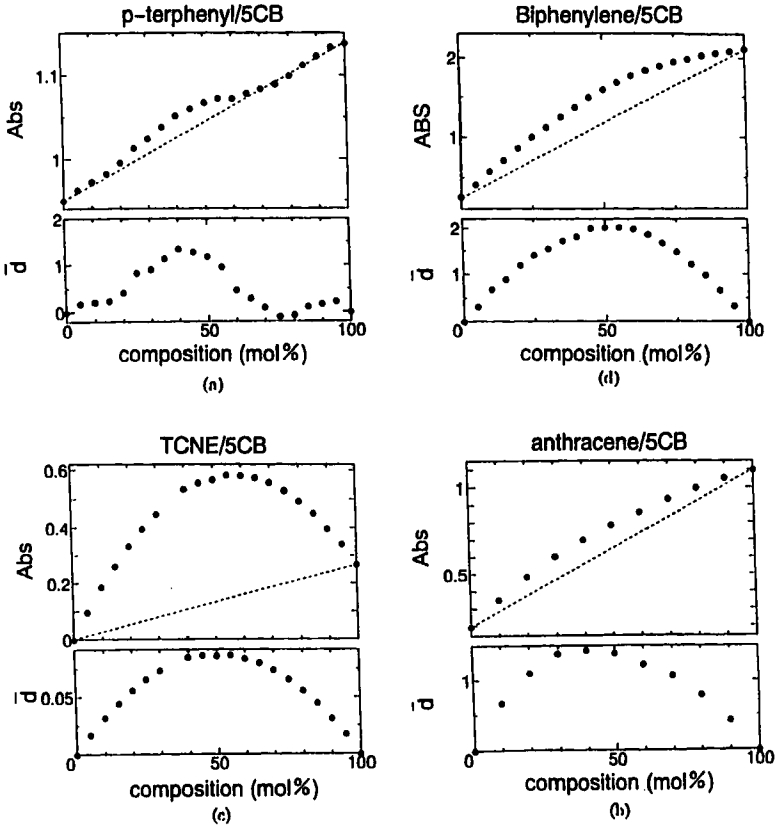 p-terphenyl/5CB
Abs
1.1
1
d
2
1
0
0
50
100
composition (mol%)
(a)
Biphenylene/5CB
ABS
2
1
d
2
1
0
50
100
composition (mol%)
(d)
TCNE/5CB
Abs
0.6
0.4
0.2
0
d
0.05
0
50
100
composition (mol%)
(c)
anthracene/5CB
Abs
1
0.5
d
1
0
50
100
composition (mol%)
(b)